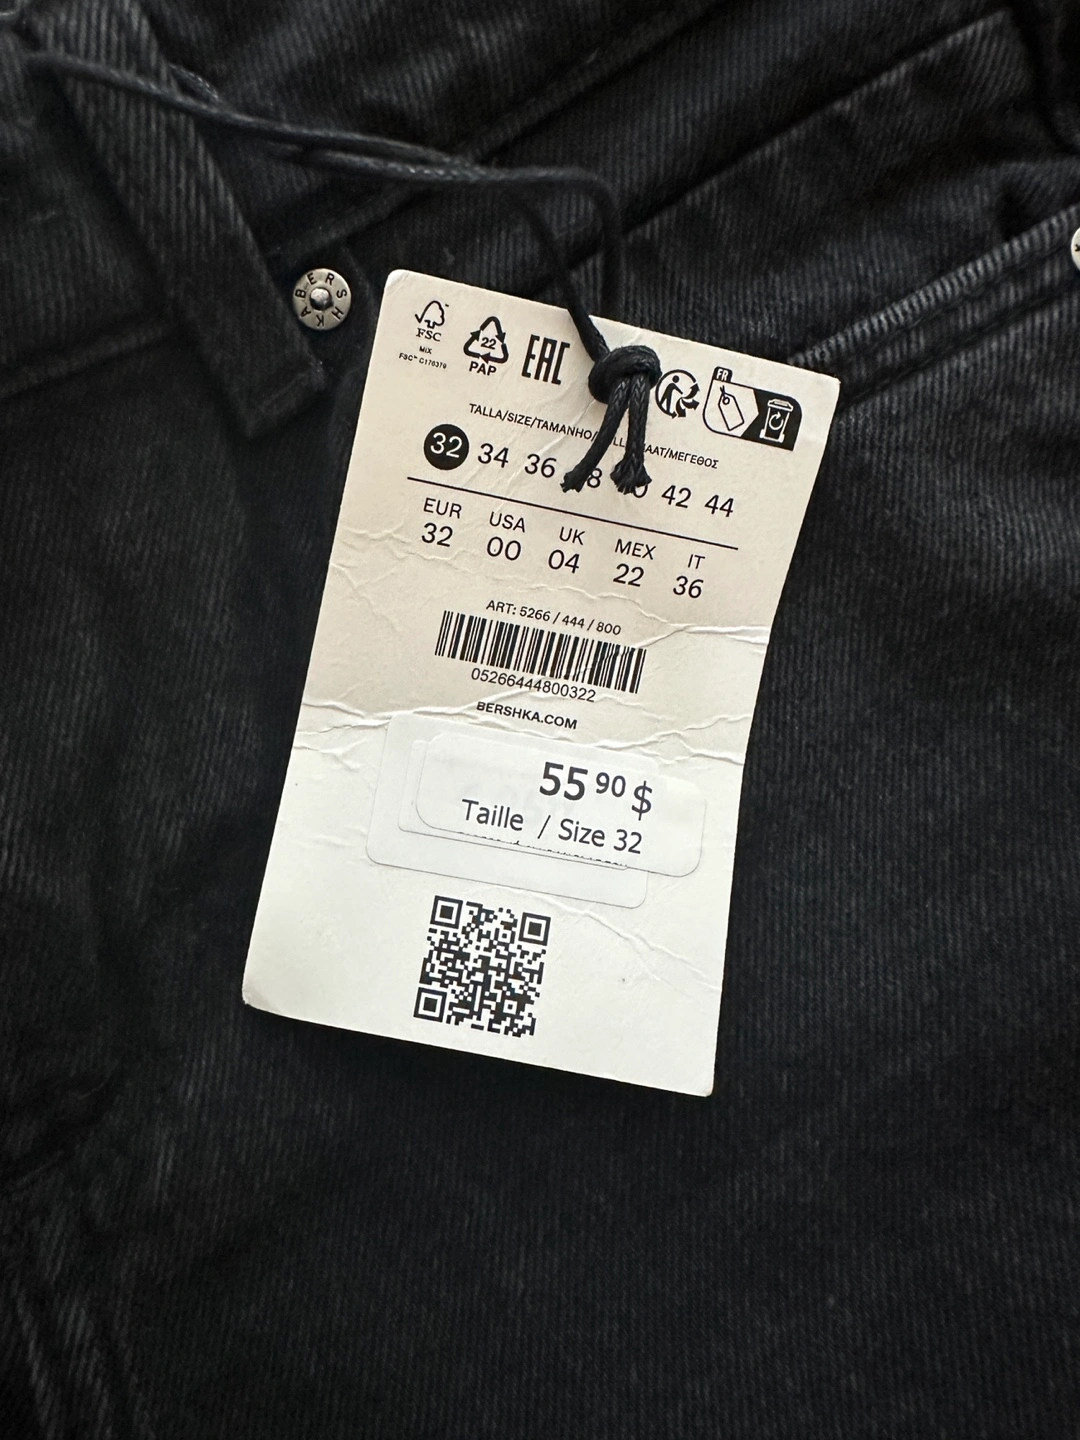 BERSHKA
FSC
MIX
FSC™ C170379
22
PAP
EAC
FR
TALLA/SIZE/TAMANHO/ /ΜΕΓΕΘΟΣ
32 34 36 42 44
EUR USA UK MEX IT
32 00 04 22 36
ART: 5266 / 444 / 800
05266444800322
BERSHKA.COM
55 90 $
Taille / Size 32